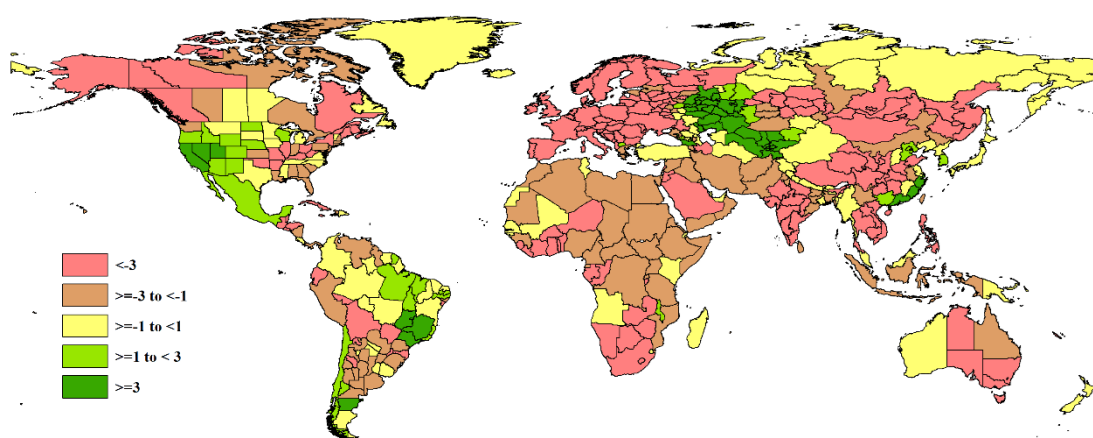 <-3
>=-3 to <-1
>=-1 to <1
>=1 to < 3
>=3